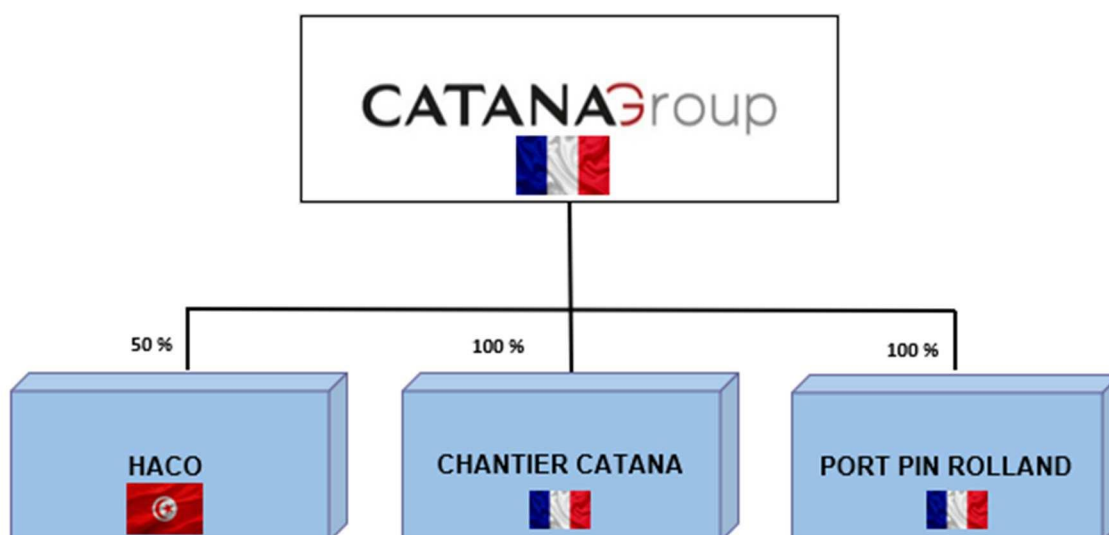 CATANAGroup
50 %
100 %
100 %
HACO
CHANTIER CATANA
PORT PIN ROLLAND